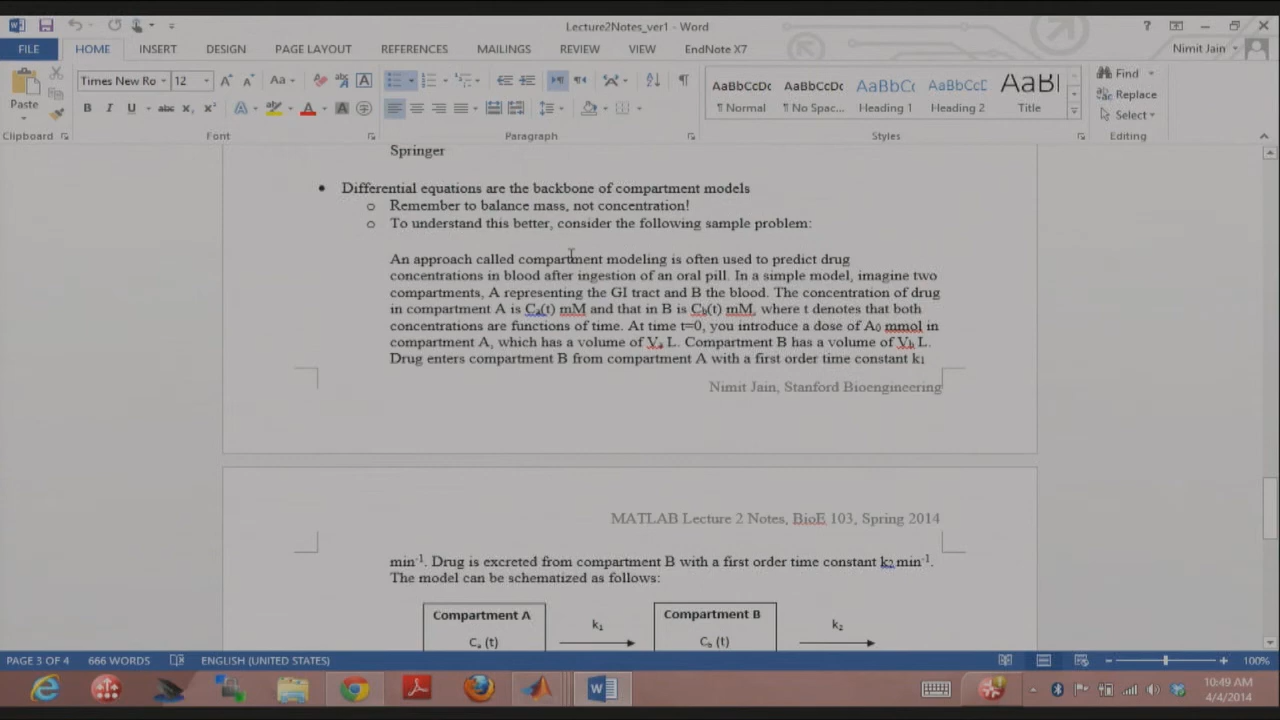 Lecture2Notes_ver1 - Word
FILE HOME INSERT DESIGN PAGE LAYOUT REFERENCES MAILINGS REVIEW VIEW EndNote X7 Nimit Jain
Times New Ro 12 Aa AaBbCcDc AaBbCcDc AaBbC AaBbCcD AaBl Find
Paste Replace
B I U abc X₂ X² A ¶ Normal ¶ No Spac... Heading 1 Heading 2 Title Select
Clipboard Font Paragraph Styles Editing
Springer
• Differential equations are the backbone of compartment models
o Remember to balance mass, not concentration!
o To understand this better, consider the following sample problem:
An approach called compartment modeling is often used to predict drug
concentrations in blood after ingestion of an oral pill. In a simple model, imagine two
compartments, A representing the GI tract and B the blood. The concentration of drug
in compartment A is Ca(t) mM and that in B is Cb(t) mM, where t denotes that both
concentrations are functions of time. At time t=0, you introduce a dose of A₀ mmol in
compartment A, which has a volume of Va L. Compartment B has a volume of Vb L.
Drug enters compartment B from compartment A with a first order time constant k₁
Nimit Jain, Stanford Bioengineering
MATLAB Lecture 2 Notes, BioE 103, Spring 2014
min⁻¹. Drug is excreted from compartment B with a first order time constant k₂ min⁻¹.
The model can be schematized as follows:
Compartment A k₁ Compartment B k₂
Ca (t) Cb (t)
PAGE 3 OF 4 666 WORDS ENGLISH (UNITED STATES) 100%
10:49 AM
4/4/2014